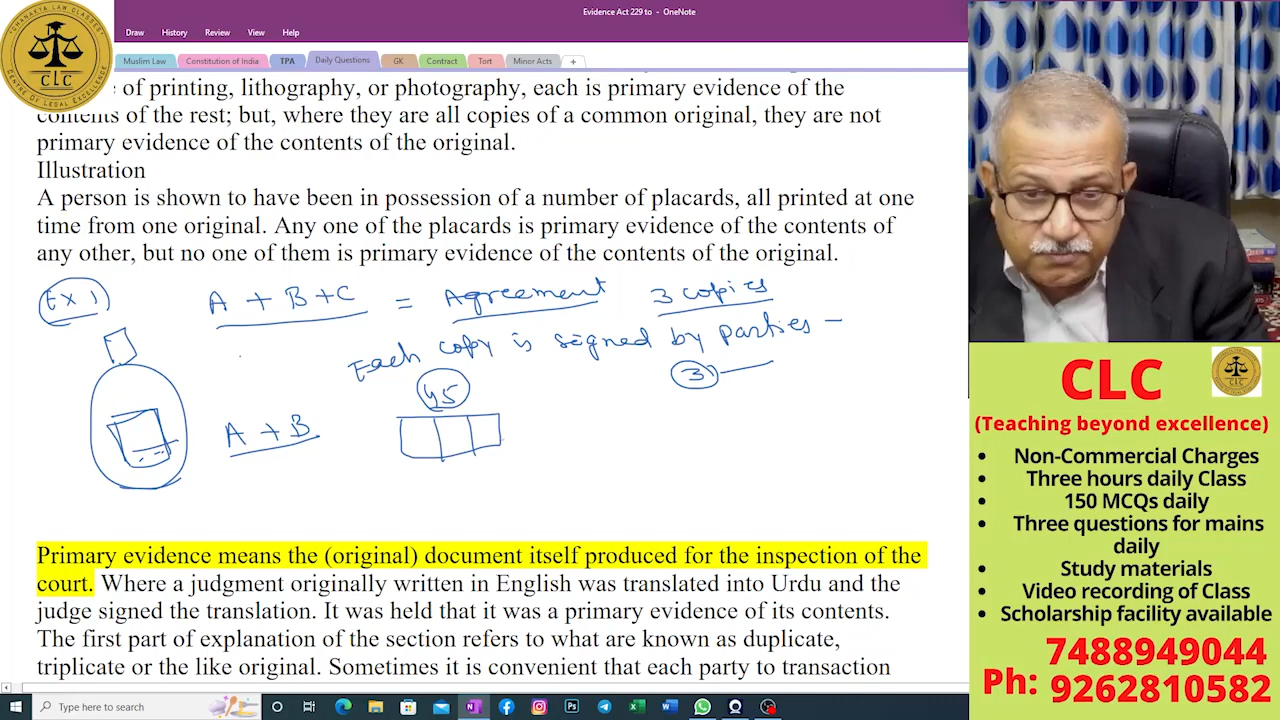 Evidence Act 229 to - OneNote
Draw History Review View Help
Muslim Law Constitution of India TPA Daily Questions GK Contract Tort Minor Acts +
CHANAKYA LAW CLASSES
CLC
CENTRE OF LEGAL EXCELLENCE
of printing, lithography, or photography, each is primary evidence of the
contents of the rest; but, where they are all copies of a common original, they are not
primary evidence of the contents of the original.
Illustration
A person is shown to have been in possession of a number of placards, all printed at one
time from one original. Any one of the placards is primary evidence of the contents of
any other, but no one of them is primary evidence of the contents of the original.
EX 1 A + B + C = Agreement 3 copies
Each copy is signed by parties -
3
45
A + B
Primary evidence means the (original) document itself produced for the inspection of the
court. Where a judgment originally written in English was translated into Urdu and the
judge signed the translation. It was held that it was a primary evidence of its contents.
The first part of explanation of the section refers to what are known as duplicate,
triplicate or the like original. Sometimes it is convenient that each party to transaction
Type here to search
CLC
(Teaching beyond excellence)
• Non-Commercial Charges
• Three hours daily Class
• 150 MCQs daily
• Three questions for mains
daily
• Study materials
• Video recording of Class
• Scholarship facility available
Ph: 7488949044
9262810582